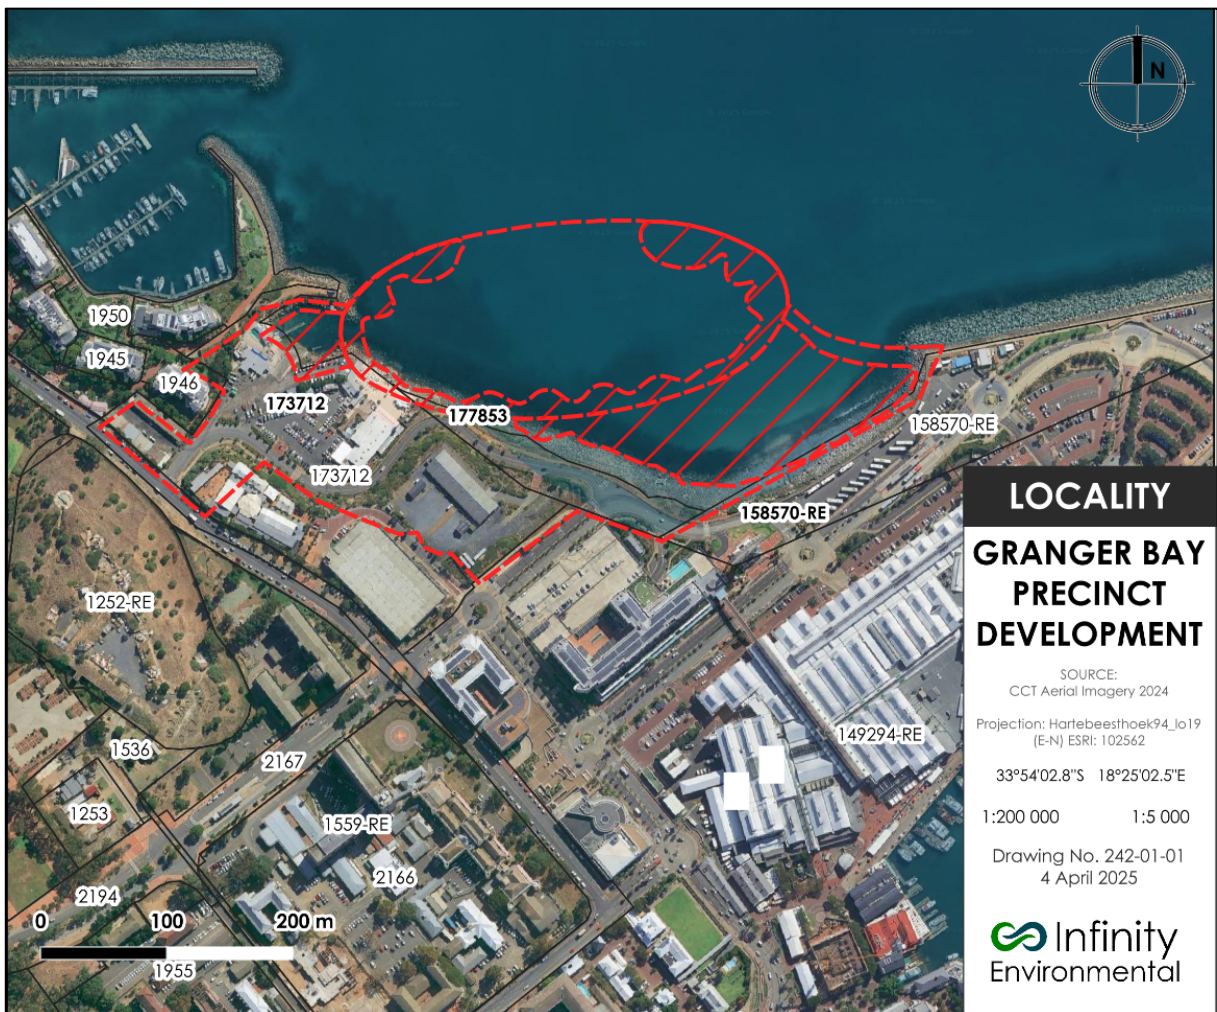 N
1950
1945
1946
173712
177853
173712
158570-RE
158570-RE
1252-RE
1536
2167
1253
1559-RE
2166
149294-RE
2194
0 100 200 m
1955
LOCALITY
GRANGER BAY
PRECINCT
DEVELOPMENT
SOURCE:
CCT Aerial Imagery 2024
Projection: Hartebeesthoek94_lo19
(E-N) ESRI: 102562
33°54'02.8"S 18°25'02.5"E
1:200 000 1:5 000
Drawing No. 242-01-01
4 April 2025
Infinity
Environmental